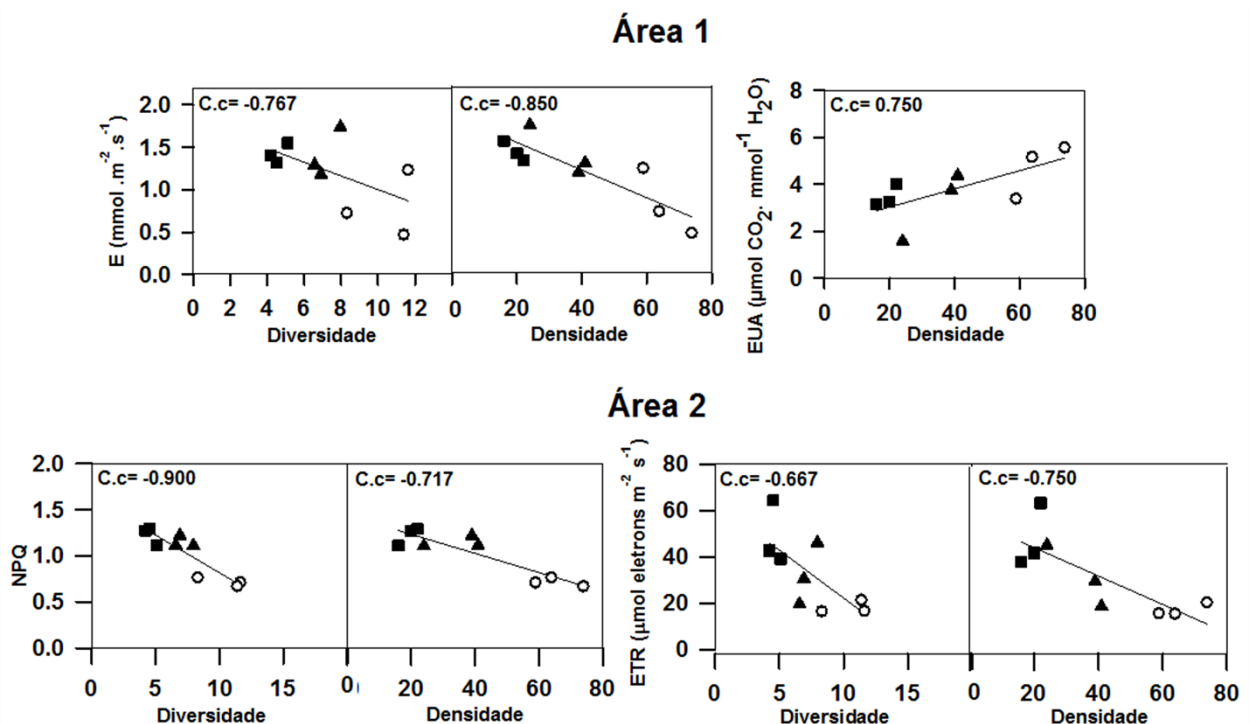 Área 1
C.c= -0.767
C.c= -0.850
C.c= 0.750
E (mmol .m⁻² .s⁻¹)
2.0
1.5
1.0
0.5
0.0
0 2 4 6 8 10 12
Diversidade
0 20 40 60 80
Densidade
EUA (µmol CO₂. mmol⁻¹ H₂O)
8
6
4
2
0
0 20 40 60 80
Densidade
Área 2
C.c= -0.900
C.c= -0.717
C.c= -0.667
C.c= -0.750
NPQ
2.0
1.5
1.0
0.5
0.0
0 5 10 15
Diversidade
0 20 40 60 80
Densidade
ETR (µmol eletrons m⁻² s⁻¹)
80
60
40
20
0
0 5 10 15
Diversidade
0 20 40 60 80
Densidade